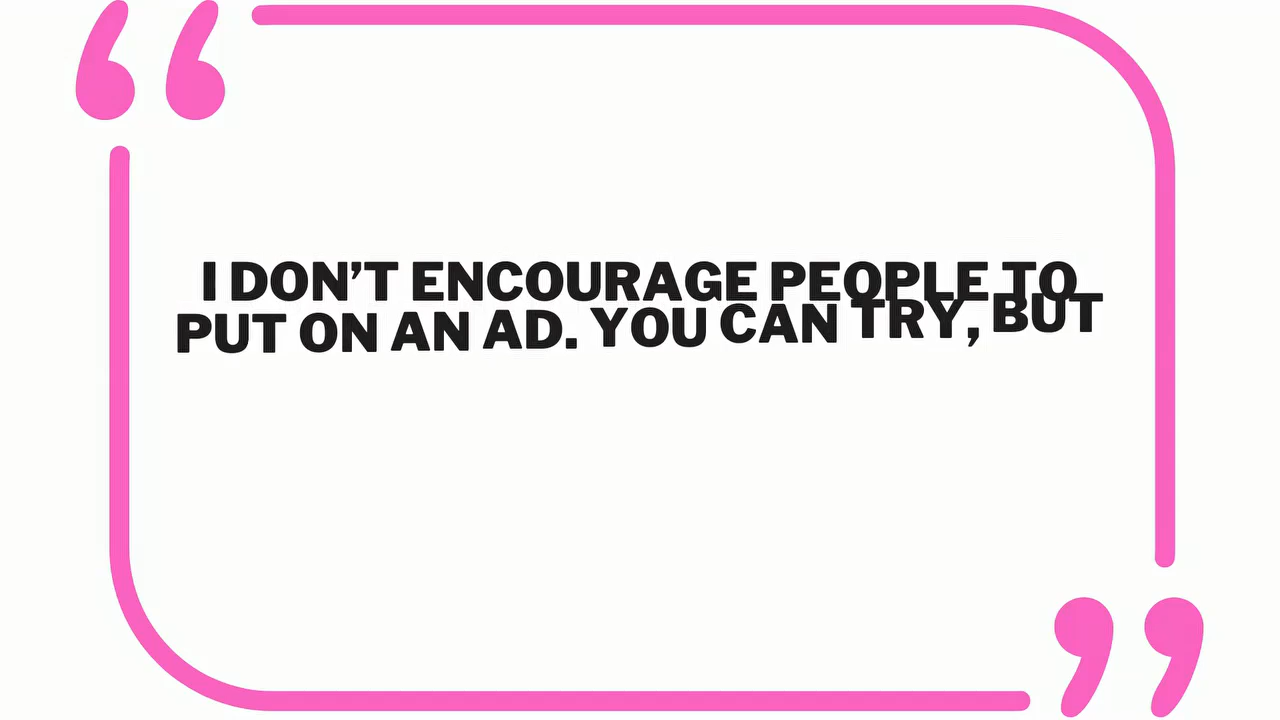 I DON’T ENCOURAGE PEOPLE TO
PUT ON AN AD. YOU CAN TRY, BUT